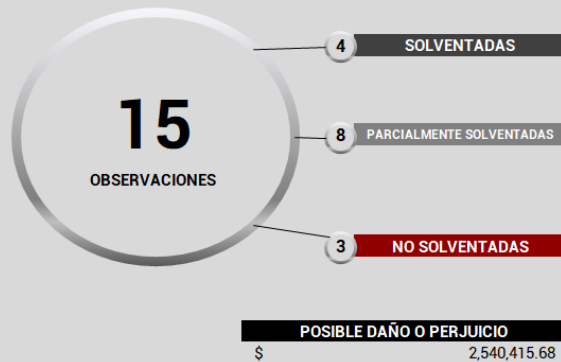 15
OBSERVACIONES
4 SOLVENTADAS
8 PARCIALMENTE SOLVENTADAS
3 NO SOLVENTADAS
POSIBLE DAÑO O PERJUICIO
$ 2,540,415.68